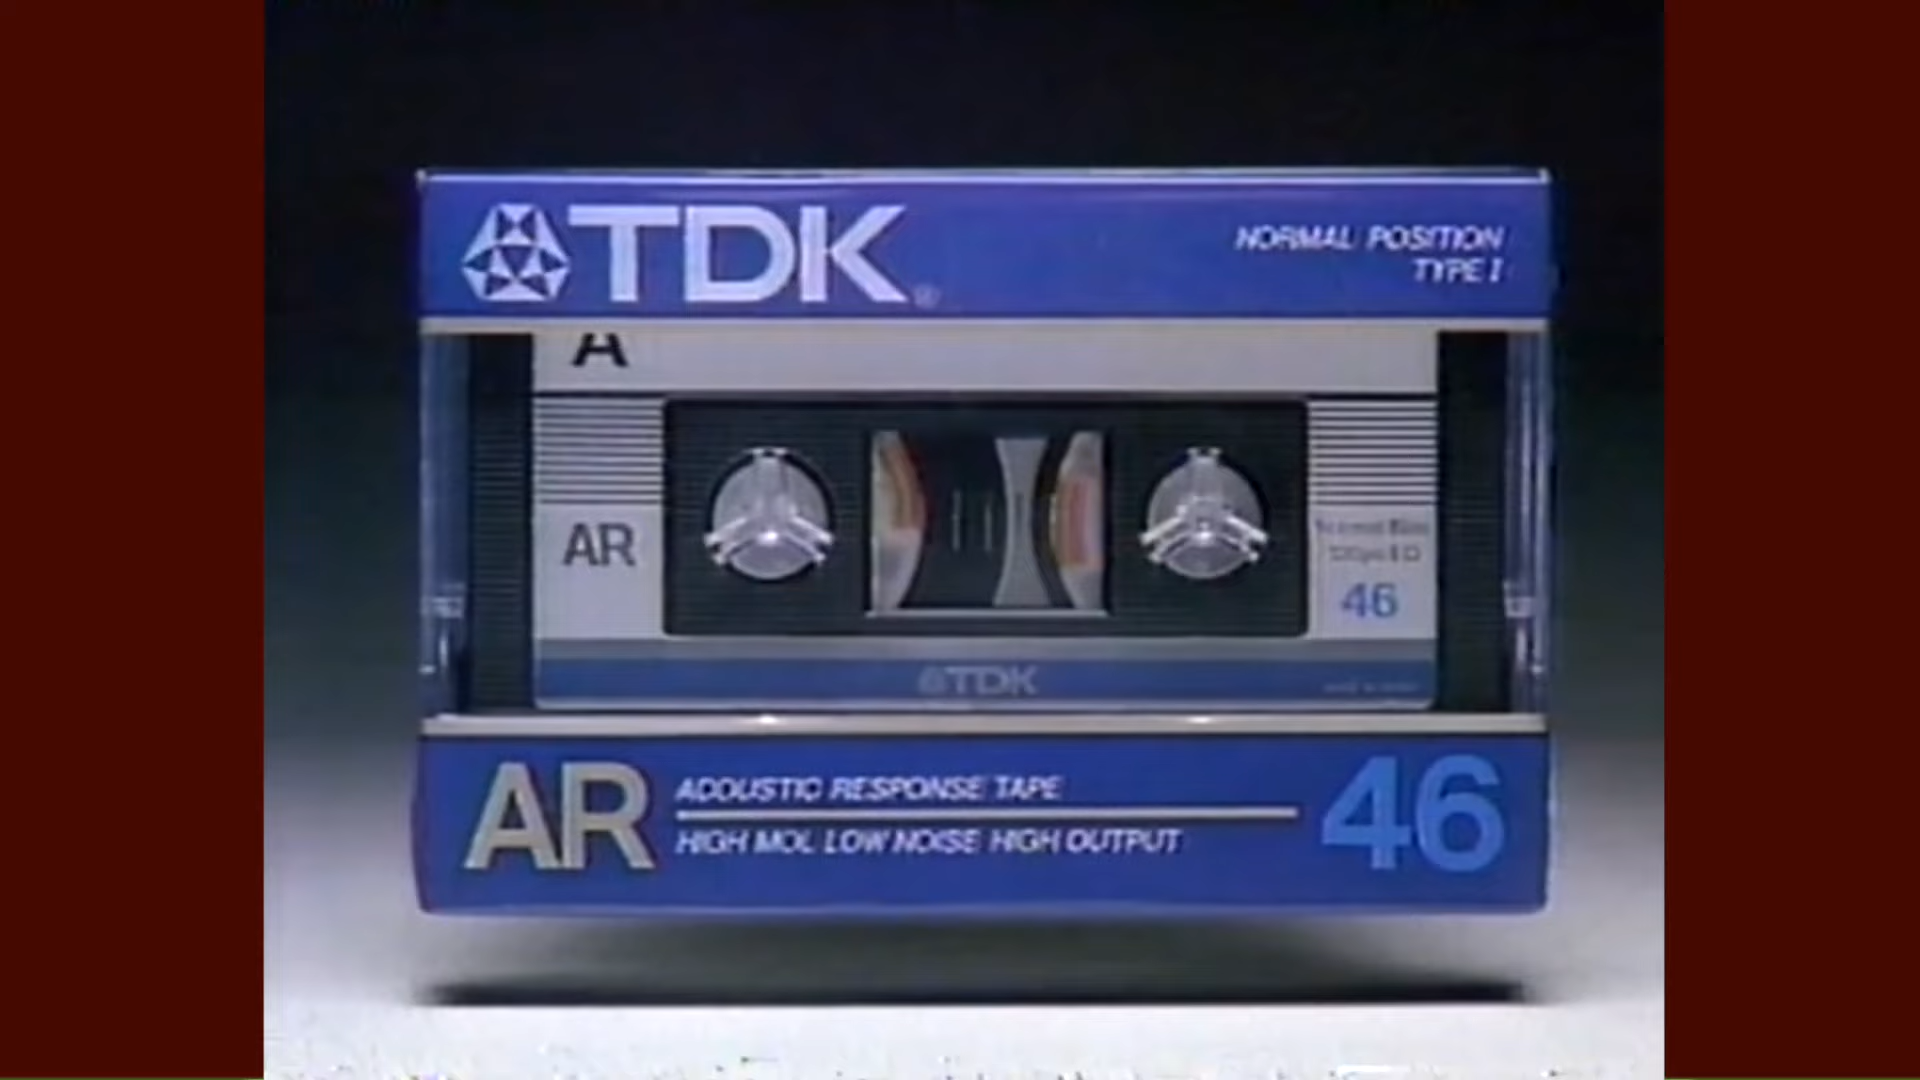 TDK®
NORMAL POSITION
TYPE I
A
AR
46
TDK
AR
ACOUSTIC RESPONSE TAPE
HIGH MOL LOW NOISE HIGH OUTPUT
46